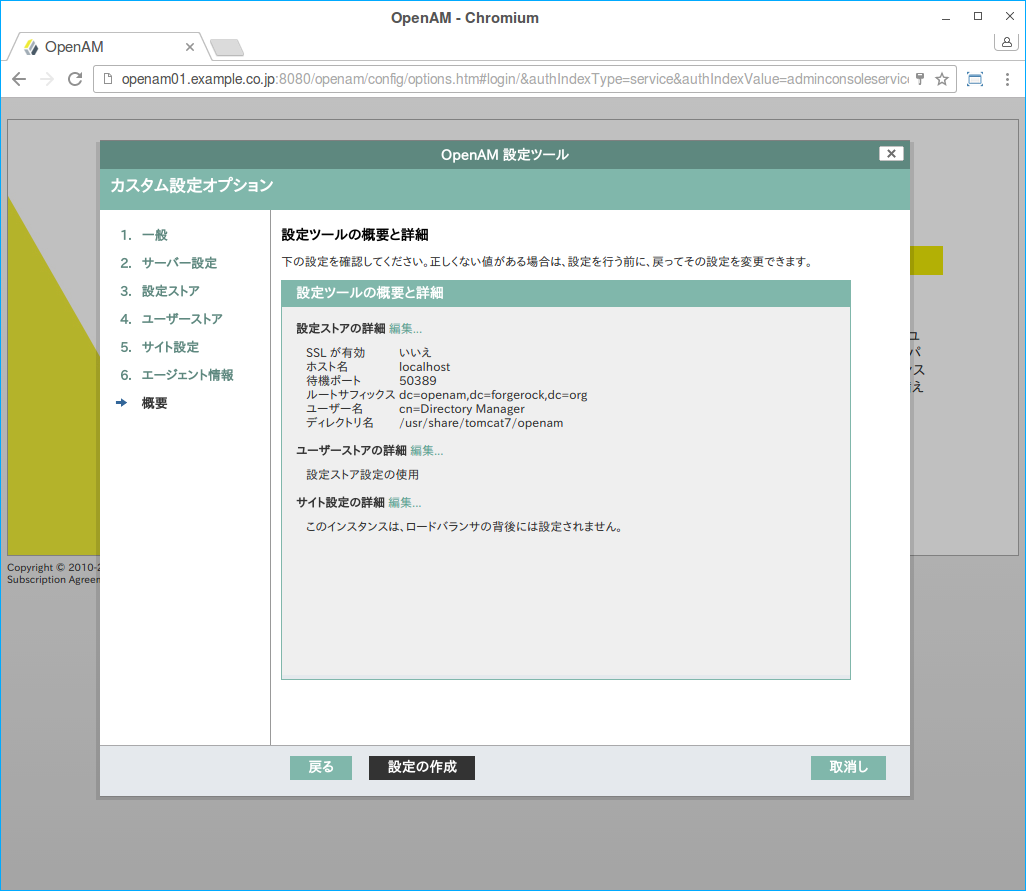 OpenAM - Chromium
OpenAM
openam01.example.co.jp:8080/openam/config/options.htm#login/&authIndexType=service&authIndexValue=adminconsoleservic
OpenAM 設定ツール
カスタム設定オプション
1. 一般
2. サーバー設定
3. 設定ストア
4. ユーザーストア
5. サイト設定
6. エージェント情報
概要
設定ツールの概要と詳細
下の設定を確認してください。正しくない値がある場合は、設定を行う前に、戻ってその設定を変更できます。
設定ツールの概要と詳細
設定ストアの詳細 編集...
SSL が有効 いいえ
ホスト名 localhost
待機ポート 50389
ルートサフィックス dc=openam,dc=forgerock,dc=org
ユーザー名 cn=Directory Manager
ディレクトリ名 /usr/share/tomcat7/openam
ユーザーストアの詳細 編集...
設定ストア設定の使用
サイト設定の詳細 編集...
このインスタンスは、ロードバランサの背後には設定されません。
戻る
設定の作成
取消し
ユ
パ
ス
え
Copyright © 2010-2
Subscription Agreem